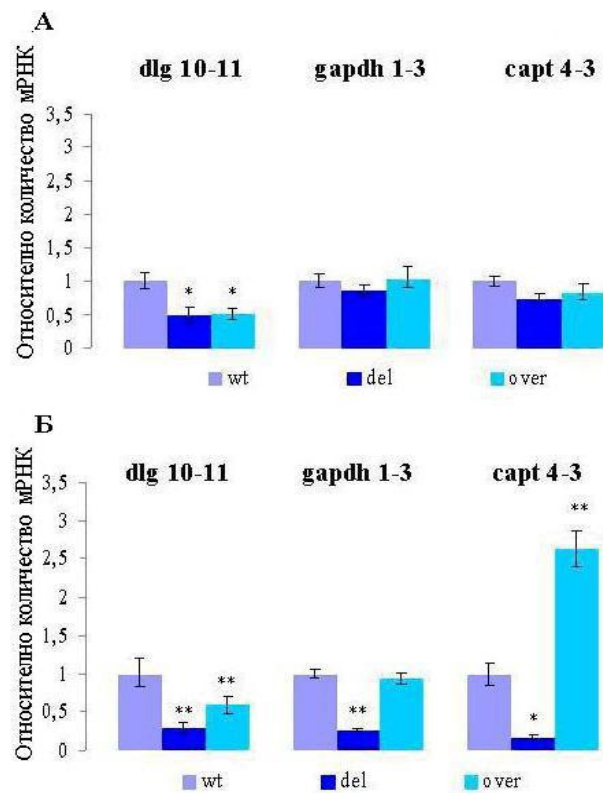 А
dlg 10-11 gapdh 1-3 capt 4-3
Относително количество мРНК
3,5
3
2,5
2
1,5
1
0,5
0
* *
wt del over
Б
dlg 10-11 gapdh 1-3 capt 4-3
Относително количество мРНК
3,5
3
2,5
2
1,5
1
0,5
0
** ** ** * **
wt del over